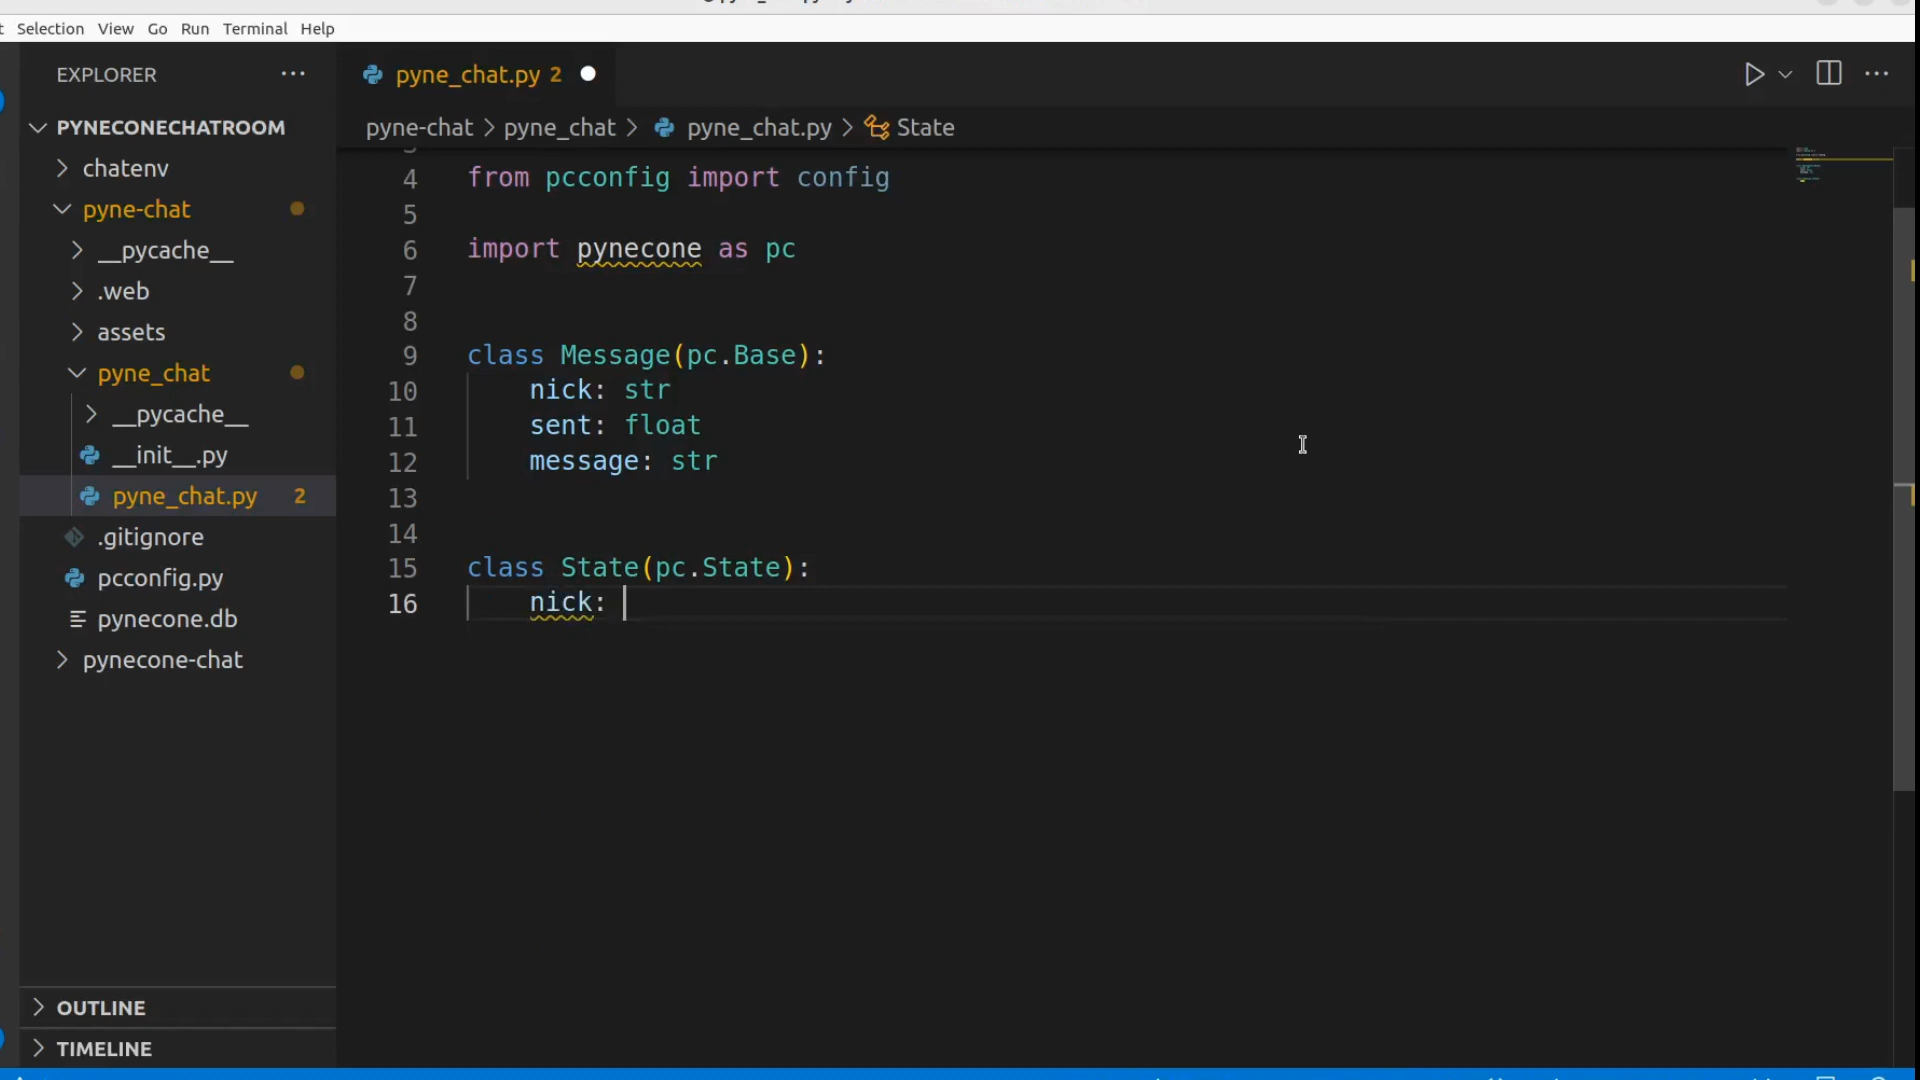 Selection View Go Run Terminal Help
EXPLORER ···
pyne_chat.py 2
PYNECONECHATROOM
pyne-chat > pyne_chat > pyne_chat.py > State
chatenv
pyne-chat
__pycache__
.web
assets
pyne_chat
__pycache__
__init__.py
pyne_chat.py 2
.gitignore
pcconfig.py
pynecone.db
pynecone-chat
OUTLINE
TIMELINE
4 from pcconfig import config
5
6 import pynecone as pc
7
8
9 class Message(pc.Base):
10 nick: str
11 sent: float
12 message: str
13
14
15 class State(pc.State):
16 nick: